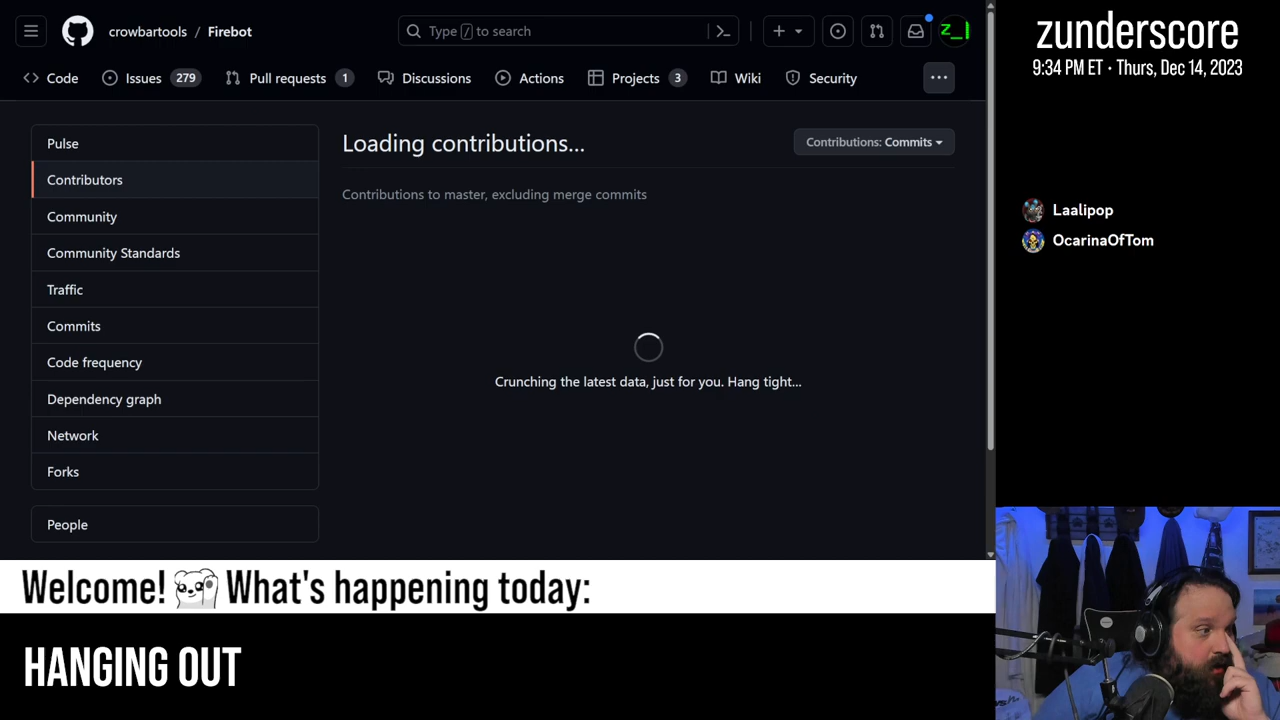 crowbartools / Firebot
Type / to search
Code
Issues 279
Pull requests 1
Discussions
Actions
Projects 3
Wiki
Security
Pulse
Contributors
Community
Community Standards
Traffic
Commits
Code frequency
Dependency graph
Network
Forks
People
Loading contributions...
Contributions: Commits
Contributions to master, excluding merge commits
Crunching the latest data, just for you. Hang tight...
zunderscore
9:34 PM ET • Thurs, Dec 14, 2023
Laalipop
OcarinaOfTom
Welcome! What's happening today:
HANGING OUT